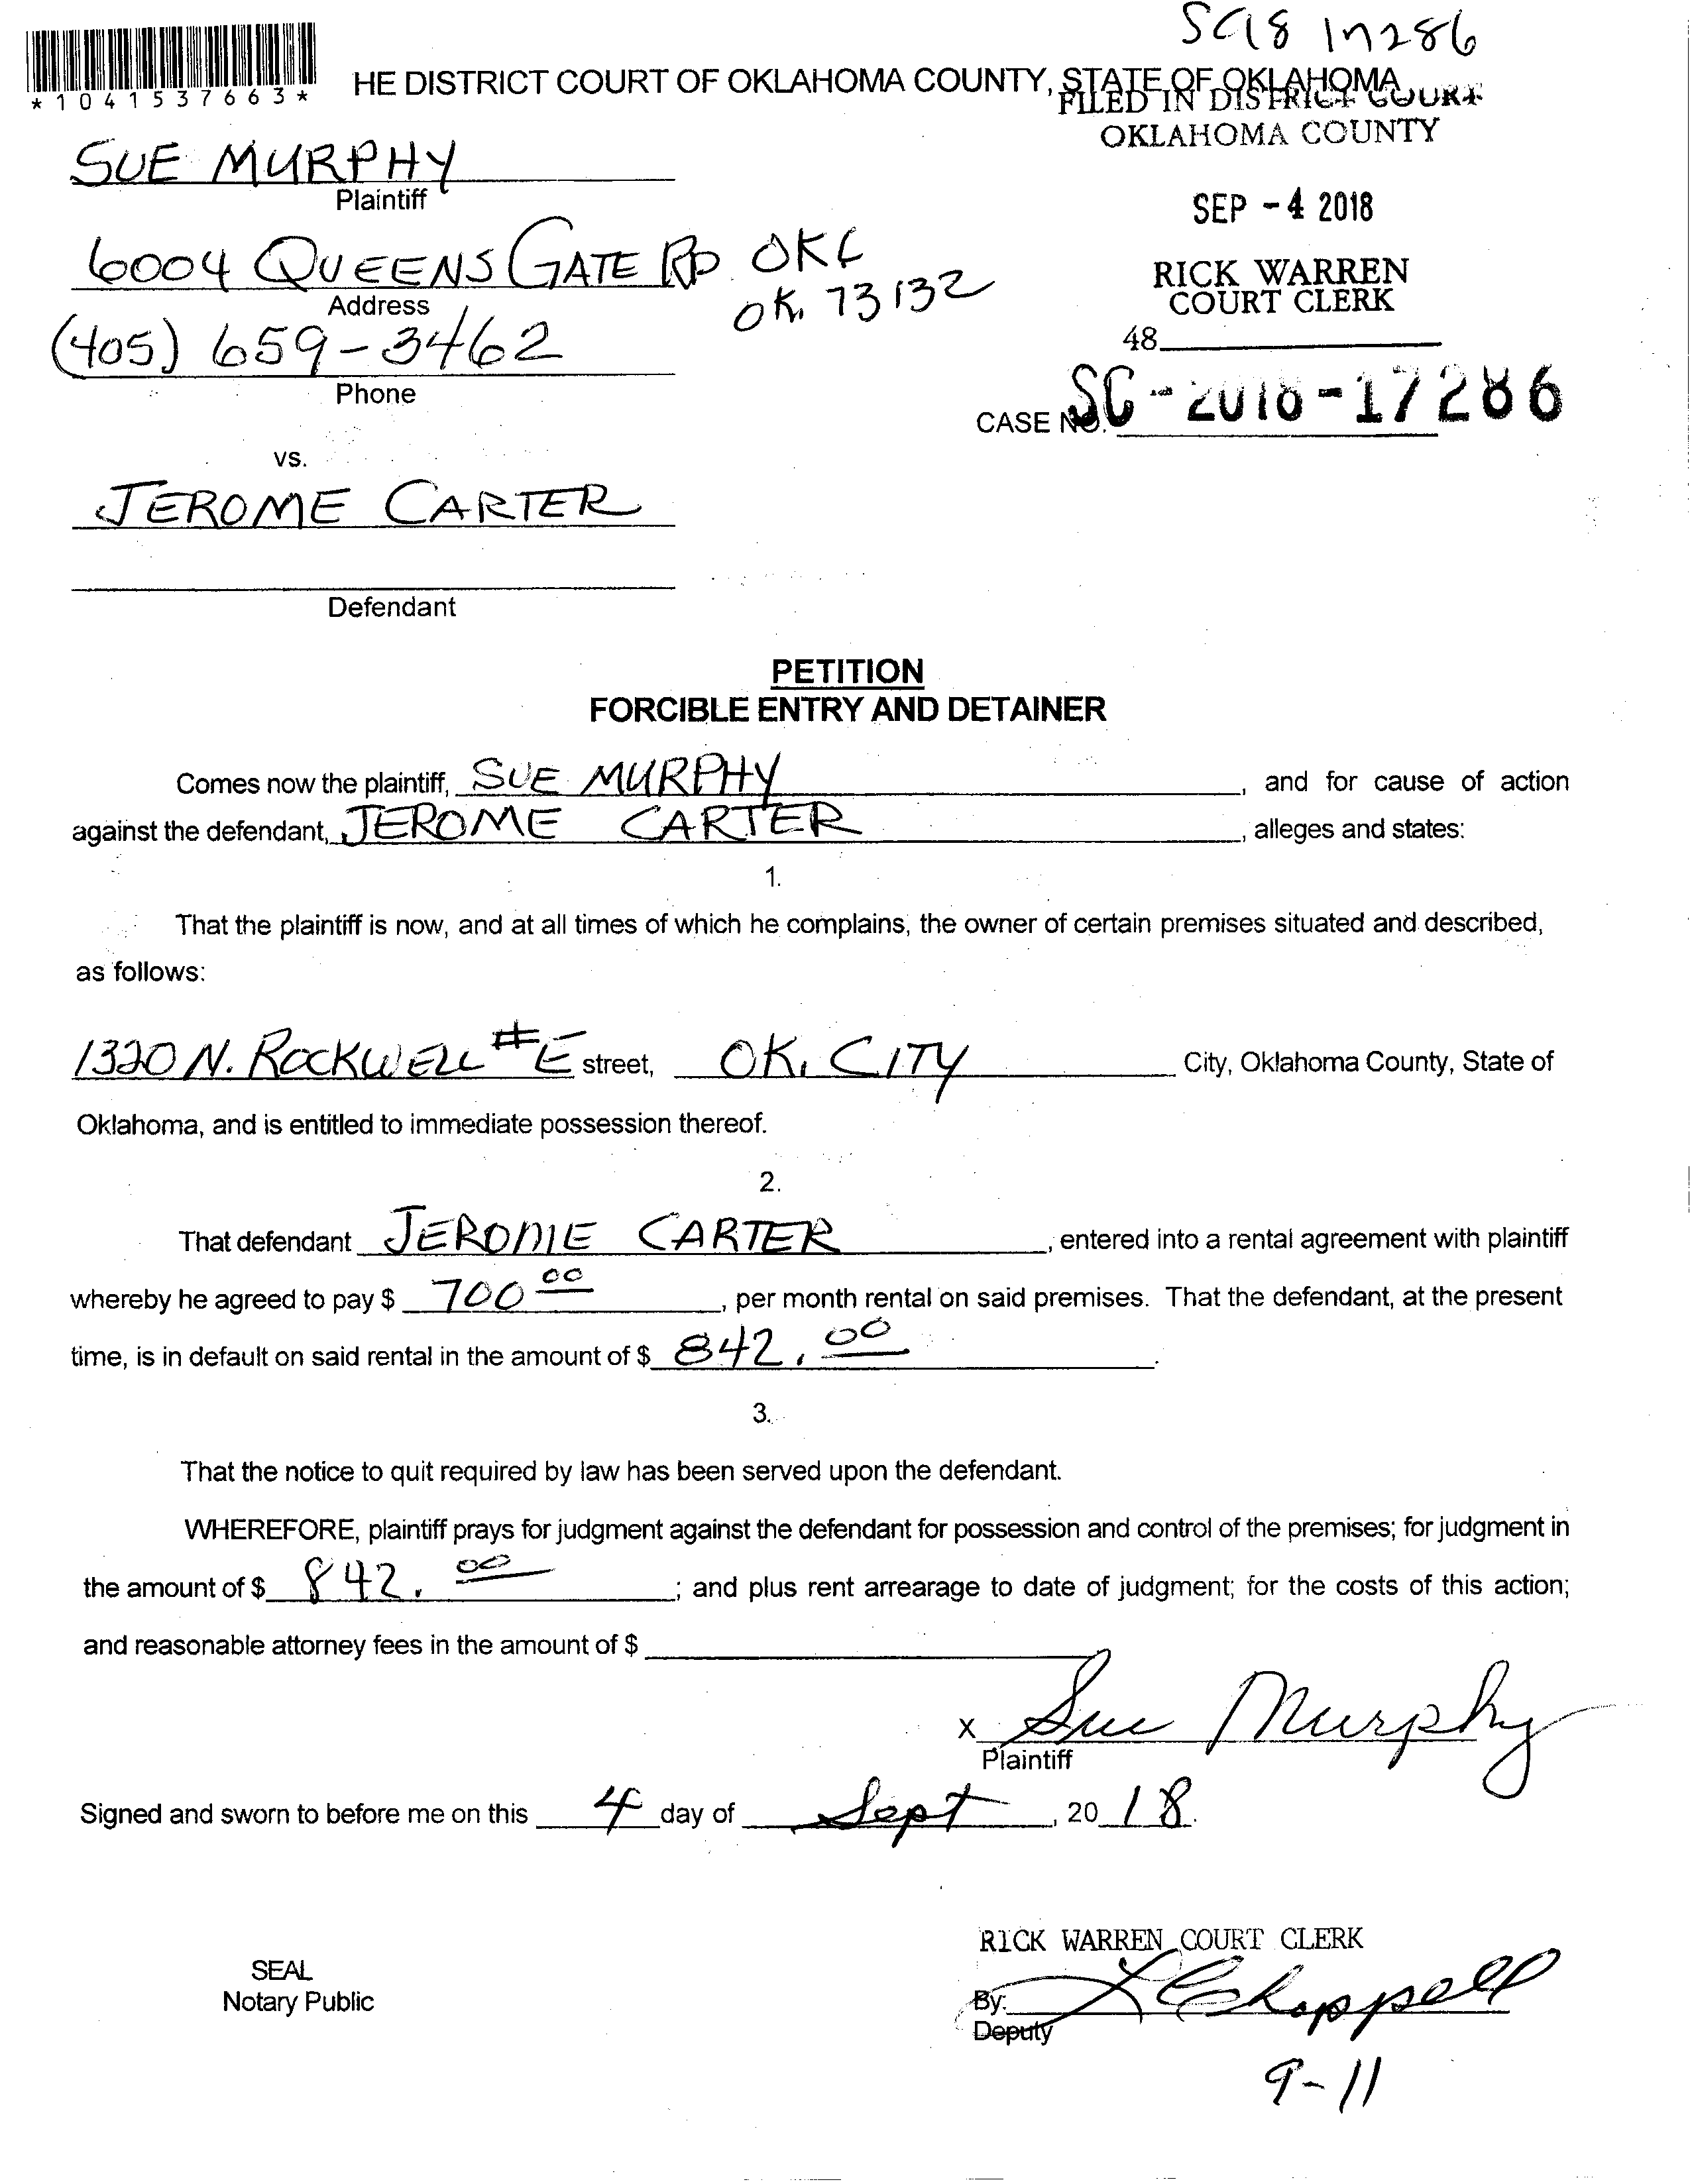 SC18 17286
*1041537663*
HE DISTRICT COURT OF OKLAHOMA COUNTY, STATE OF OKLAHOMA
FILED IN DISTRICT COURT
OKLAHOMA COUNTY
SUE MURPHY
Plaintiff
SEP - 4 2018
6004 QUEENSGATE RD OKC
OK. 73132
Address
RICK WARREN
COURT CLERK
48
(405) 659-3462
Phone
CASE NO. SC - 2018 - 17286
vs.
JEROME CARTER
Defendant
PETITION
FORCIBLE ENTRY AND DETAINER
Comes now the plaintiff, SUE MURPHY, and for cause of action
against the defendant, JEROME CARTER, alleges and states:
1.
That the plaintiff is now, and at all times of which he complains, the owner of certain premises situated and described,
as follows:
1320 N. ROCKWELL #E street, OK. CITY City, Oklahoma County, State of
Oklahoma, and is entitled to immediate possession thereof.
2.
That defendant JEROME CARTER, entered into a rental agreement with plaintiff
whereby he agreed to pay $ 700 00, per month rental on said premises. That the defendant, at the present
time, is in default on said rental in the amount of $ 842. 00.
3.
That the notice to quit required by law has been served upon the defendant.
WHEREFORE, plaintiff prays for judgment against the defendant for possession and control of the premises; for judgment in
the amount of $ 842. 00; and plus rent arrearage to date of judgment; for the costs of this action;
and reasonable attorney fees in the amount of $
x Sue Murphy
Plaintiff
Signed and sworn to before me on this 4 day of Sept, 20 18.
RICK WARREN COURT CLERK
SEAL
Notary Public
By: Chappell
Deputy
9-11